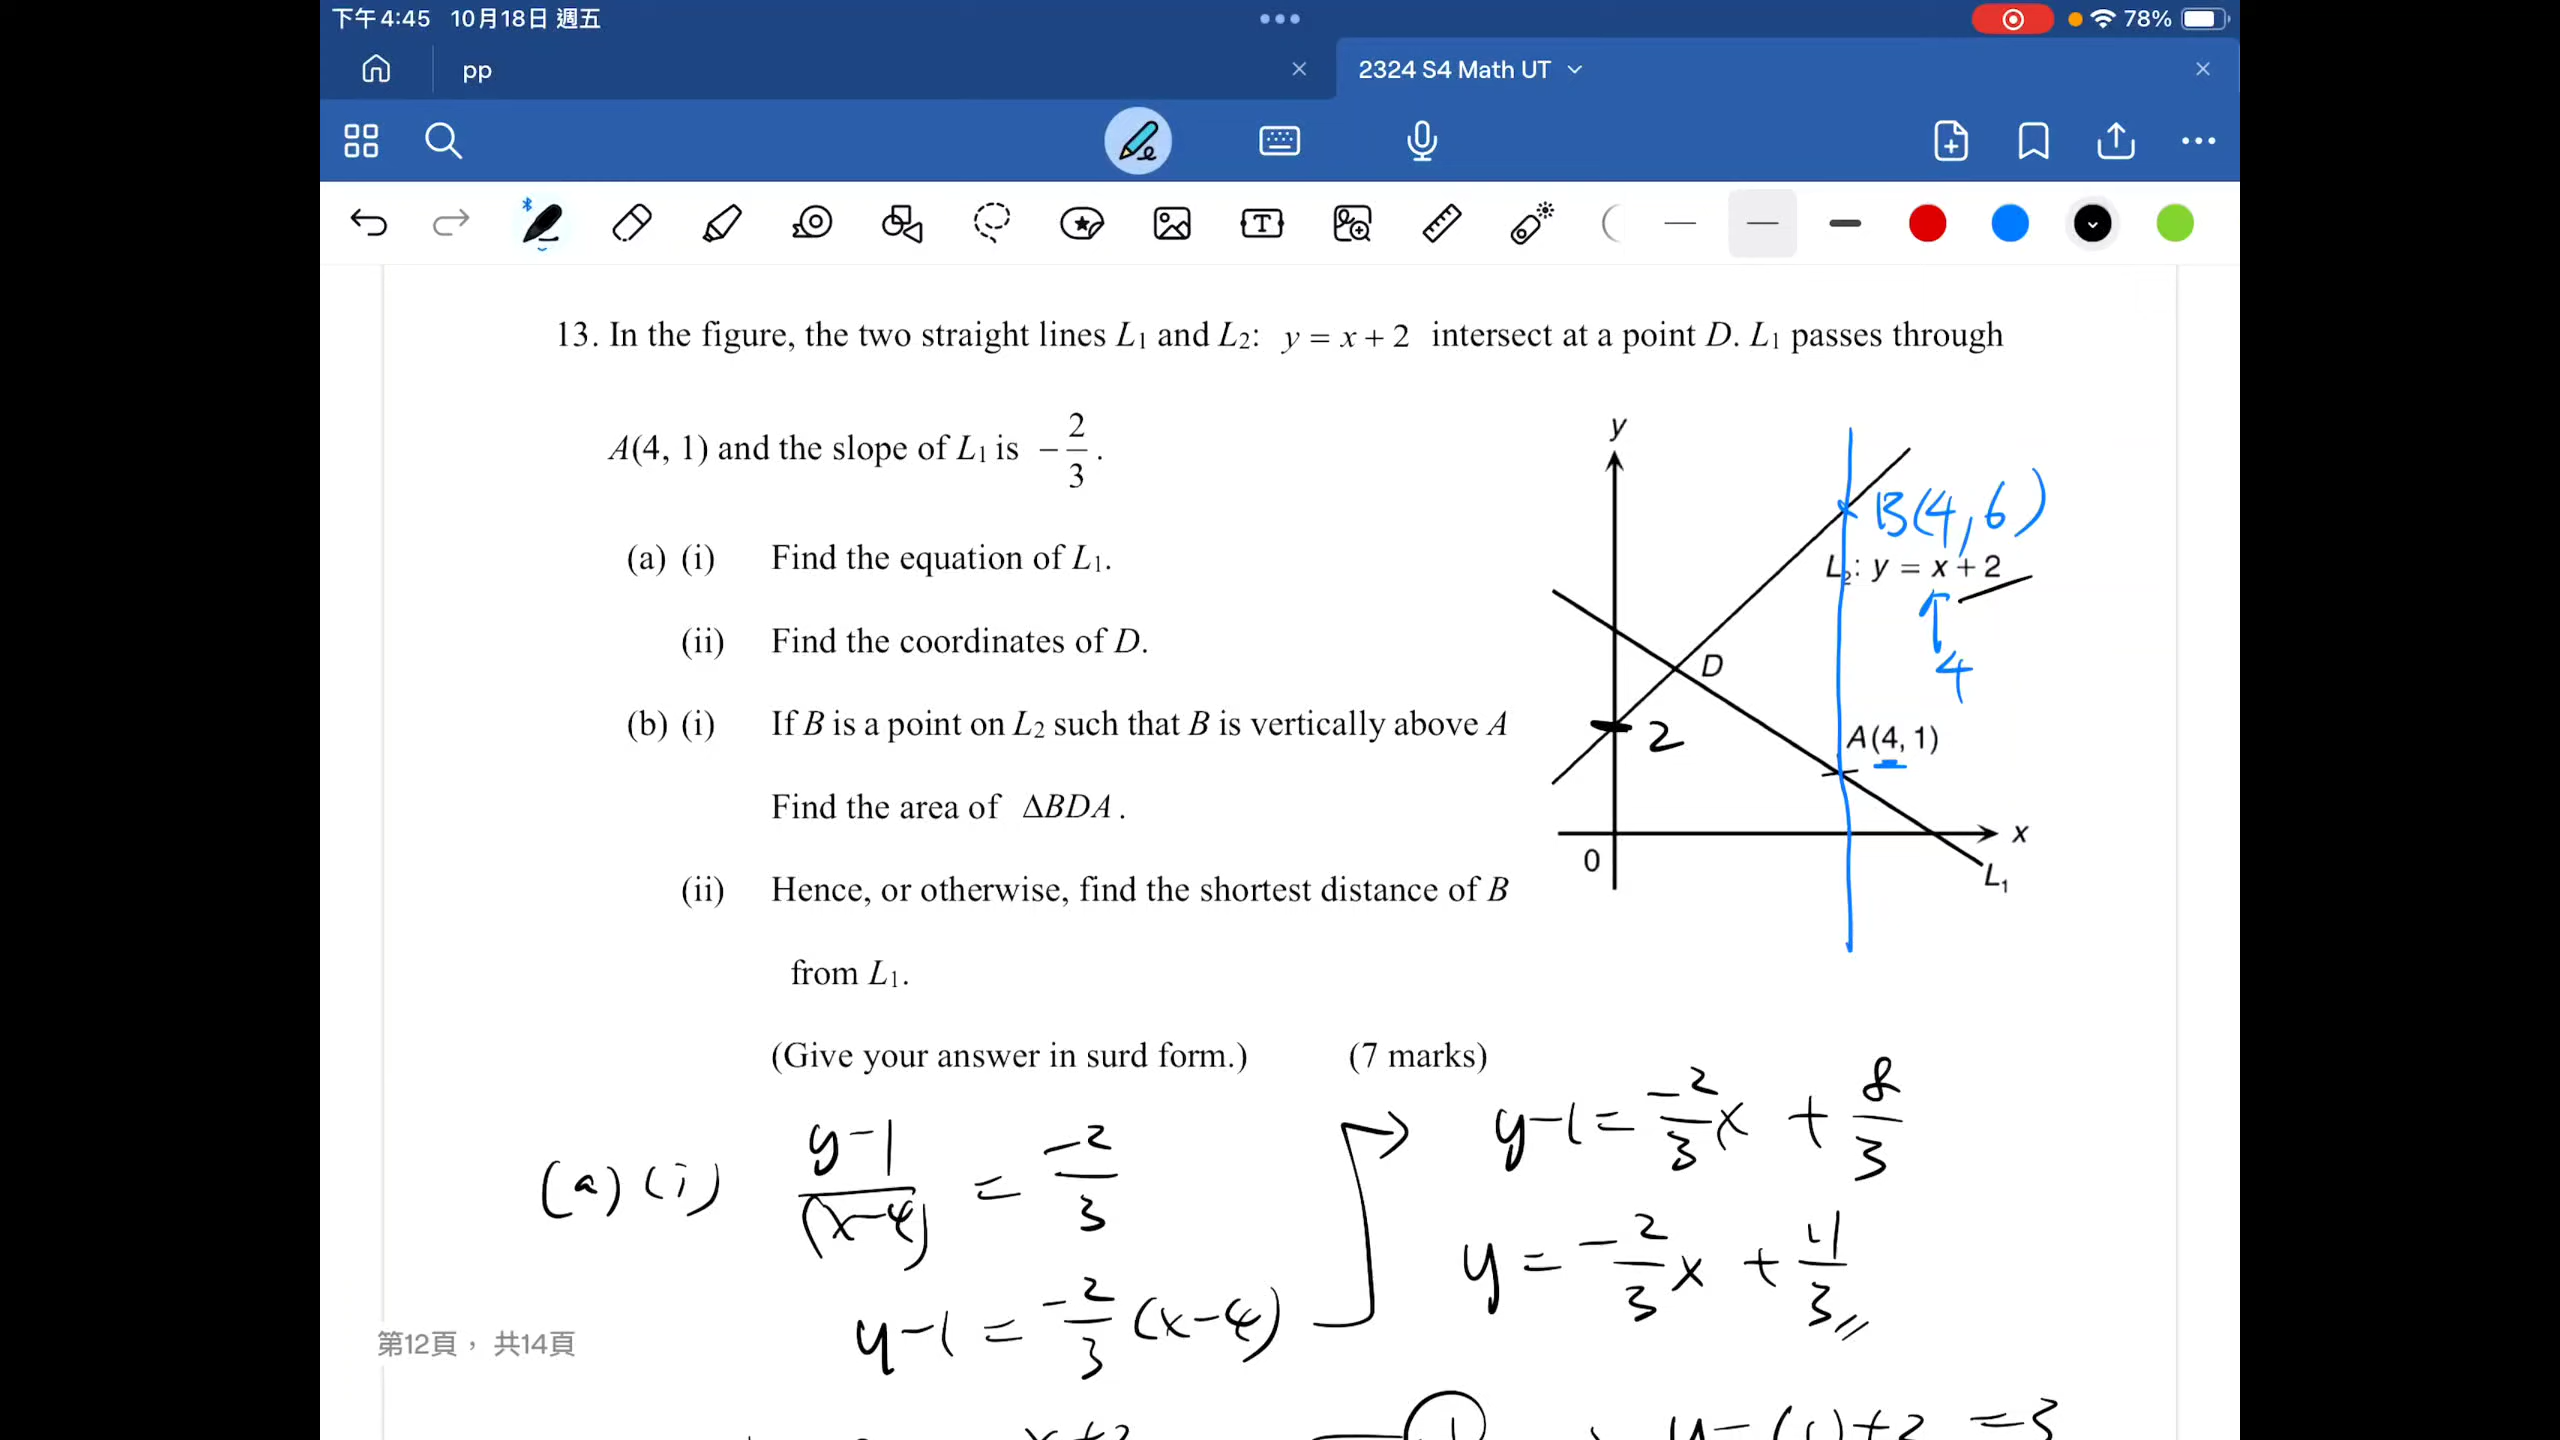 下午4:45 10月18日 週五
78%
pp
2324 S4 Math UT
13. In the figure, the two straight lines L₁ and L₂: y = x + 2 intersect at a point D. L₁ passes through
A(4, 1) and the slope of L₁ is −2/3.
(a) (i) Find the equation of L₁.
(ii) Find the coordinates of D.
(b) (i) If B is a point on L₂ such that B is vertically above A
Find the area of ΔBDA.
(ii) Hence, or otherwise, find the shortest distance of B
from L₁.
(Give your answer in surd form.) (7 marks)
y
B(4,6)
L₂: y = x + 2
4
D
2
A(4, 1)
x
0
L₁
(a) (i) (y-1)/(x-4) = -2/3
y-1 = -2/3 (x-4)
y-1 = -2/3 x + 8/3
y = -2/3 x + 11/3
第12頁， 共14頁
x+2
1
y = (1)+2 = 3